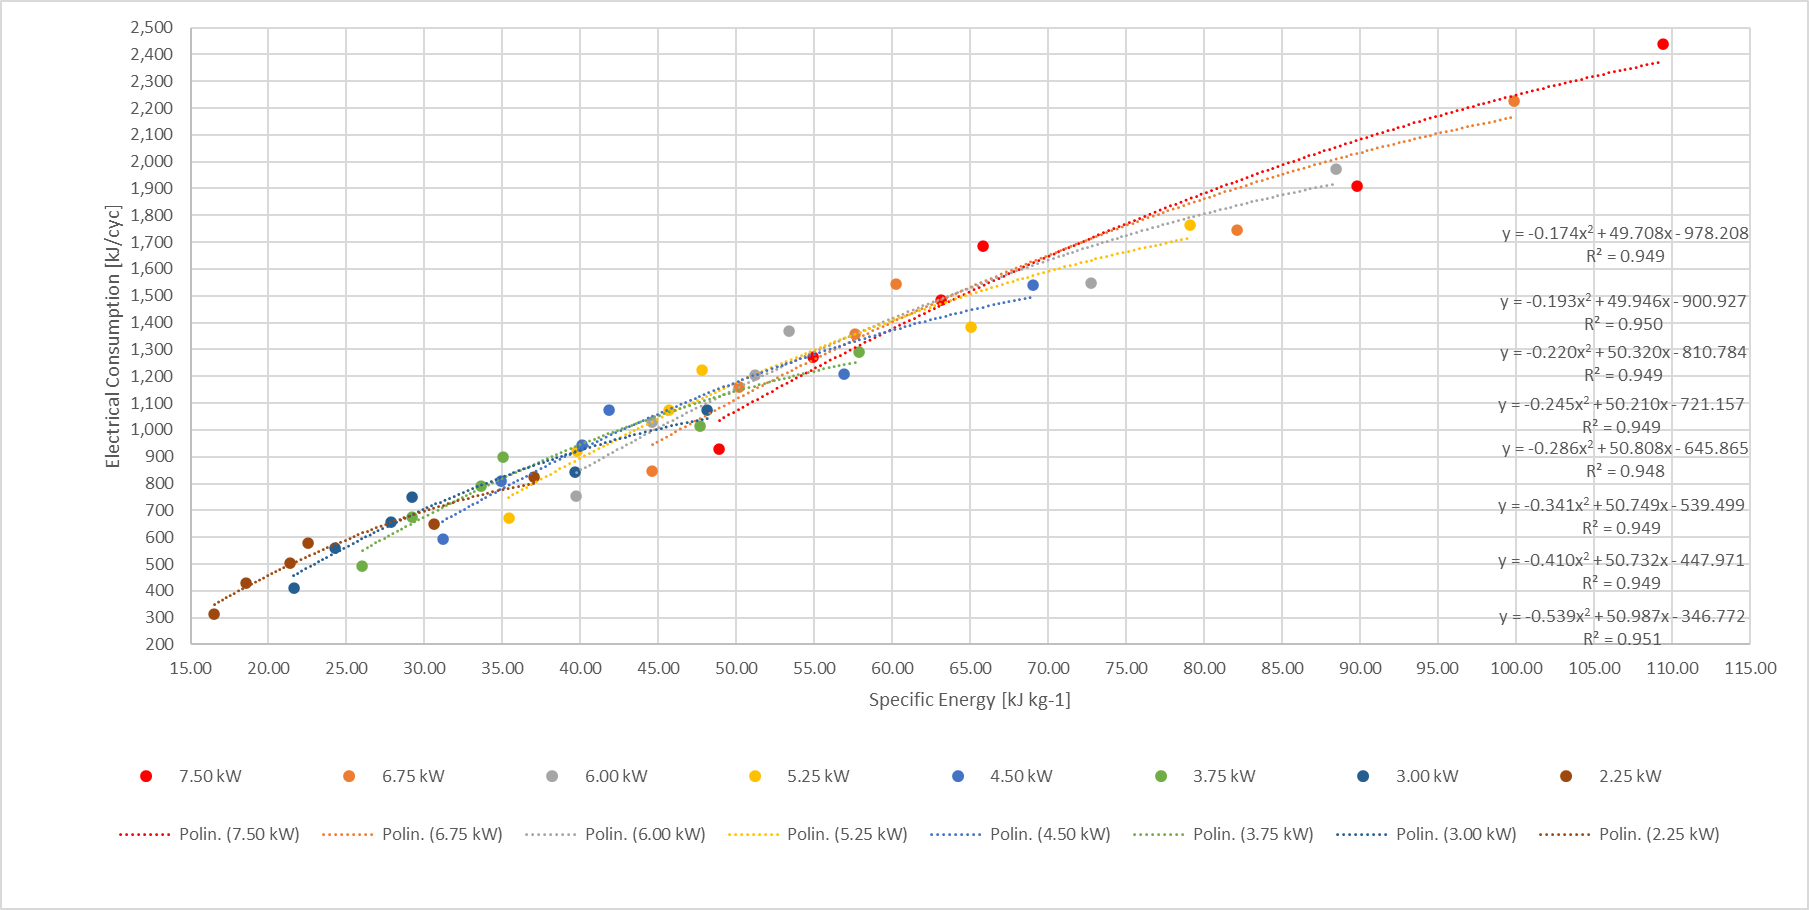 2,500
2,400
2,300
2,200
2,100
2,000
1,900
1,800
1,700
1,600
1,500
1,400
1,300
1,200
1,100
1,000
900
800
700
600
500
400
300
200
Electrical Consumption [kJ/cyc]
y = -0.174x² + 49.708x - 978.208
R² = 0.949
y = -0.193x² + 49.946x - 900.927
R² = 0.950
y = -0.220x² + 50.320x - 810.784
R² = 0.949
y = -0.245x² + 50.210x - 721.157
R² = 0.949
y = -0.286x² + 50.808x - 645.865
R² = 0.948
y = -0.341x² + 50.749x - 539.499
R² = 0.949
y = -0.410x² + 50.732x - 447.971
R² = 0.949
y = -0.539x² + 50.987x - 346.772
R² = 0.951
15.00 20.00 25.00 30.00 35.00 40.00 45.00 50.00 55.00 60.00 65.00 70.00 75.00 80.00 85.00 90.00 95.00 100.00 105.00 110.00 115.00
Specific Energy [kJ kg-1]
7.50 kW 6.75 kW 6.00 kW 5.25 kW 4.50 kW 3.75 kW 3.00 kW 2.25 kW
Polin. (7.50 kW) Polin. (6.75 kW) Polin. (6.00 kW) Polin. (5.25 kW) Polin. (4.50 kW) Polin. (3.75 kW) Polin. (3.00 kW) Polin. (2.25 kW)